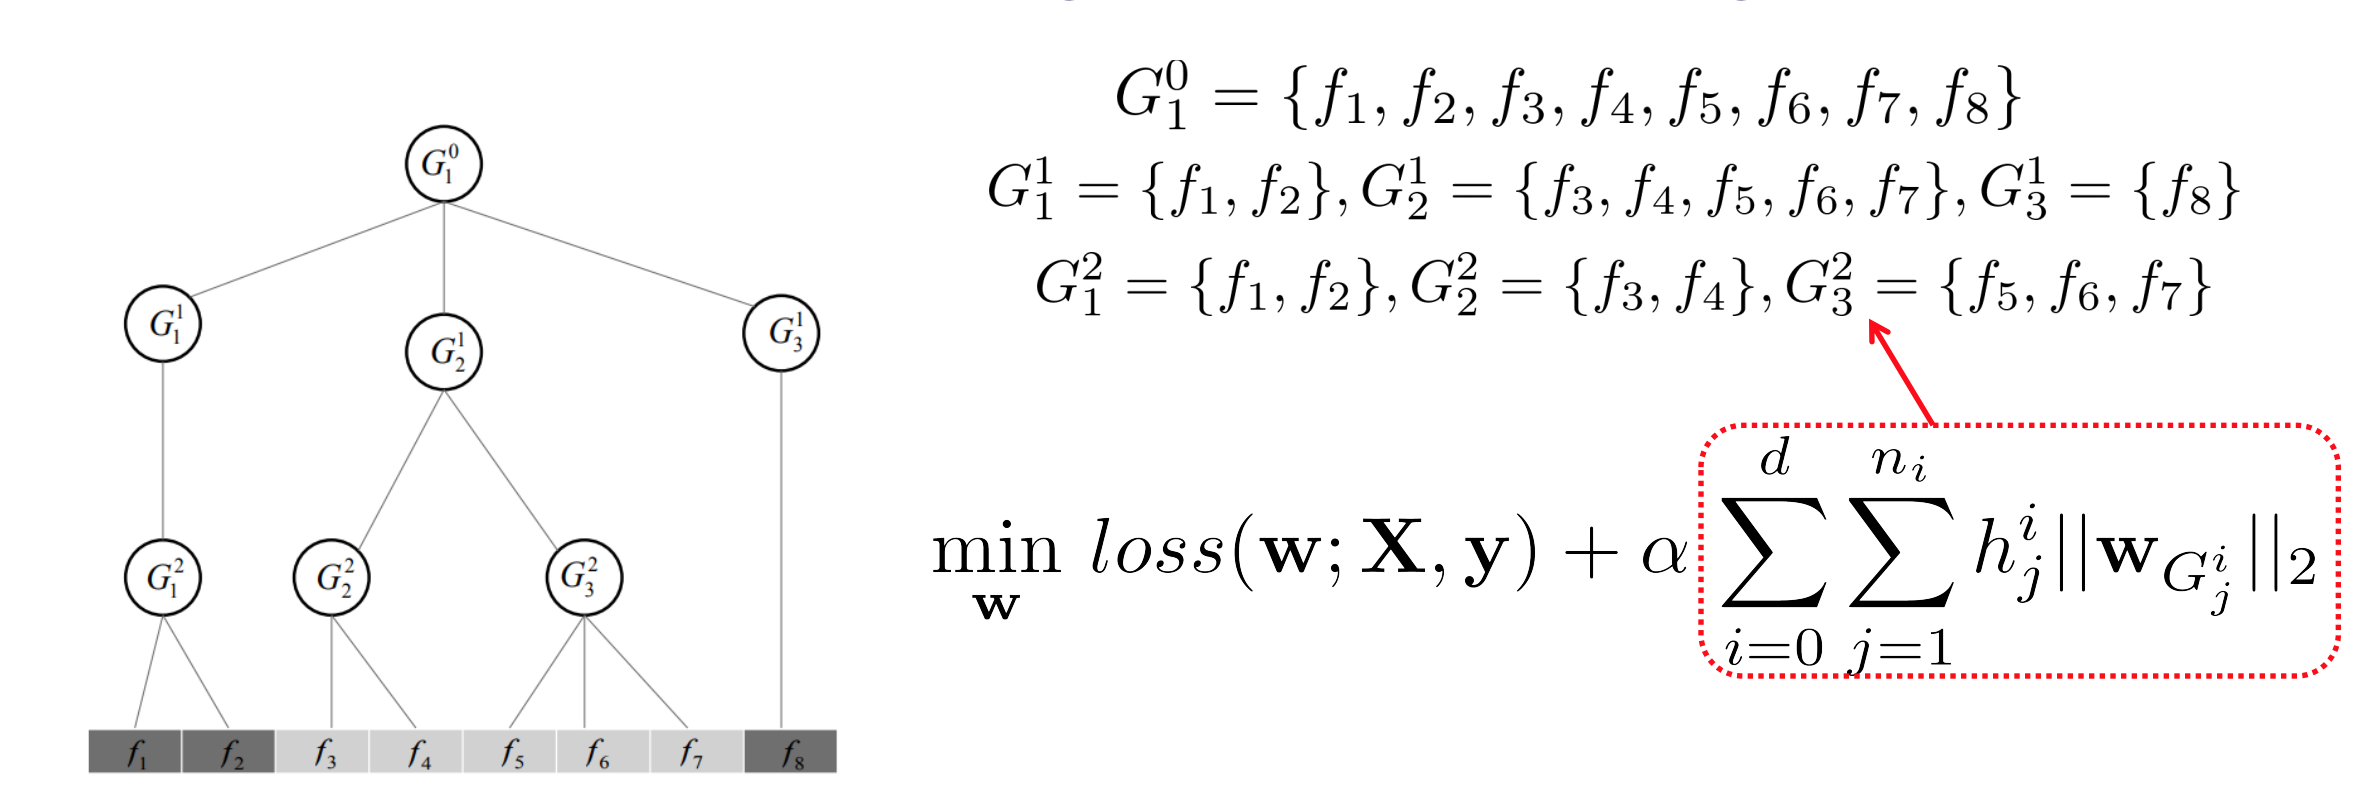 G_1^0 = {f_1, f_2, f_3, f_4, f_5, f_6, f_7, f_8}
G_1^1 = {f_1, f_2}, G_2^1 = {f_3, f_4, f_5, f_6, f_7}, G_3^1 = {f_8}
G_1^2 = {f_1, f_2}, G_2^2 = {f_3, f_4}, G_3^2 = {f_5, f_6, f_7}
min_w loss(w; X, y) + α ∑_{i=0}^{d} ∑_{j=1}^{n_i} h_j^i ||w_{G_j^i}||_2
G_1^0
G_1^1 G_2^1 G_3^1
G_1^2 G_2^2 G_3^2
f_1 f_2 f_3 f_4 f_5 f_6 f_7 f_8